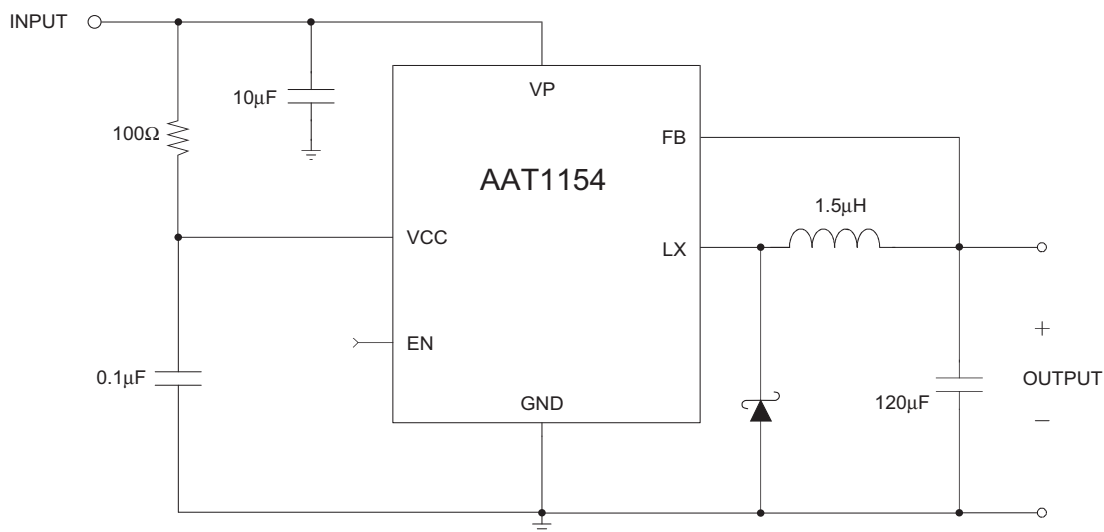 INPUT
VP
10μF
100Ω
FB
AAT1154
1.5μH
VCC
LX
EN
+
0.1μF
OUTPUT
120μF
GND
−